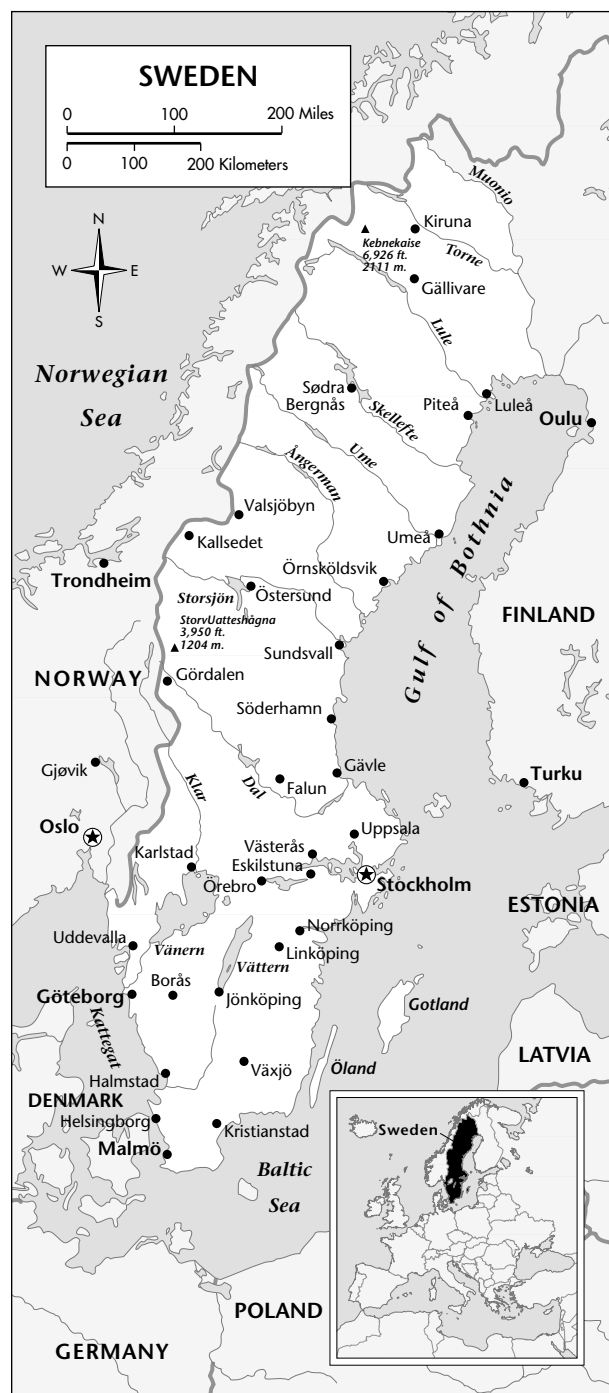 SWEDEN
0 100 200 Miles
0 100 200 Kilometers
N
W E
S
Muonio
Kiruna
Kebnekaise
6,926 ft.
2111 m.
Torne
Gällivare
Lule
Norwegian
Sea
Sødra
Bergnås
Skellefte
Piteå
Luleå
Oulu
Ume
Ångerman
Valsjöbyn
Kallsedet
Umeå
Gulf of Bothnia
Trondheim
Örnsköldsvik
Storsjön
Östersund
FINLAND
StorvUatteshågna
3,950 ft.
1204 m.
Sundsvall
NORWAY
Gördalen
Söderhamn
Gjøvik
Klar
Dal
Falun
Gävle
Turku
Oslo
Uppsala
Karlstad
Västerås
Eskilstuna
Orebro
Stockholm
ESTONIA
Norrköping
Uddevalla
Vänern
Linköping
Vättern
Göteborg
Borås
Jönköping
Gotland
Kattegat
LATVIA
Halmstad
Växjö
Öland
DENMARK
Helsingborg
Kristianstad
Malmö
Baltic
Sea
Sweden
POLAND
GERMANY